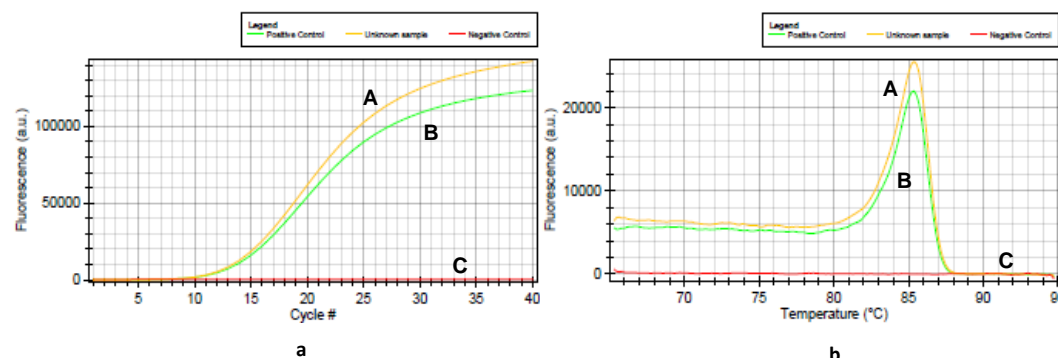 Legend
Positive Control Unknown sample Negative Control
Fluorescence (a.u.)
100000
50000
0
A
B
C
5 10 15 20 25 30 35 40
Cycle #
a
Legend
Positive Control Unknown sample Negative Control
Fluorescence (a.u.)
20000
10000
0
A
B
C
70 75 80 85 90
Temperature (°C)
b